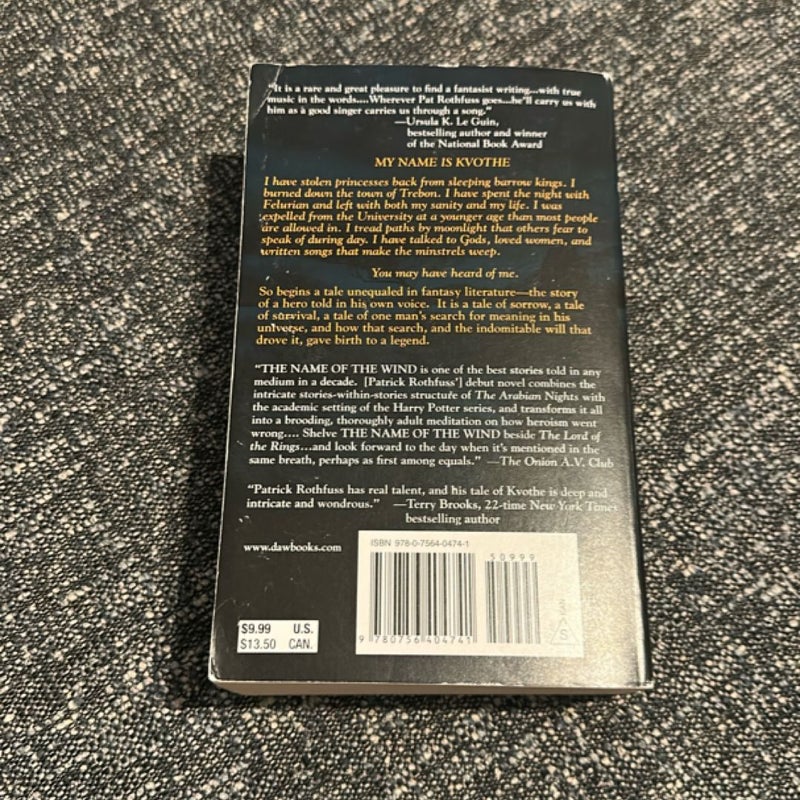 "It is a rare and great pleasure to find a fantasist writing...with true
music in the words....Wherever Pat Rothfuss goes...he'll carry us with
him as a good singer carries us through a song."
—Ursula K. Le Guin,
bestselling author and winner
of the National Book Award
MY NAME IS KVOTHE
I have stolen princesses back from sleeping barrow kings. I
burned down the town of Trebon. I have spent the night with
Felurian and left with both my sanity and my life. I was
expelled from the University at a younger age than most people
are allowed in. I tread paths by moonlight that others fear to
speak of during day. I have talked to Gods, loved women, and
written songs that make the minstrels weep.
You may have heard of me.
So begins a tale unequaled in fantasy literature—the story
of a hero told in his own voice. It is a tale of sorrow, a tale
of survival, a tale of one man's search for meaning in his
universe, and how that search, and the indomitable will that
drove it, gave birth to a legend.
"THE NAME OF THE WIND is one of the best stories told in any
medium in a decade. [Patrick Rothfuss'] debut novel combines the
intricate stories-within-stories structure of The Arabian Nights with
the academic setting of the Harry Potter series, and transforms it all
into a brooding, thoroughly adult meditation on how heroism went
wrong.... Shelve THE NAME OF THE WIND beside The Lord of
the Rings...and look forward to the day when it's mentioned in the
same breath, perhaps as first among equals." —The Onion A.V. Club
"Patrick Rothfuss has real talent, and his tale of Kvothe is deep and
intricate and wondrous." —Terry Brooks, 22-time New York Times
bestselling author
www.dawbooks.com
ISBN 978-0-7564-0474-1
50999
9 780756 404741
$9.99 U.S.
$13.50 CAN.
S